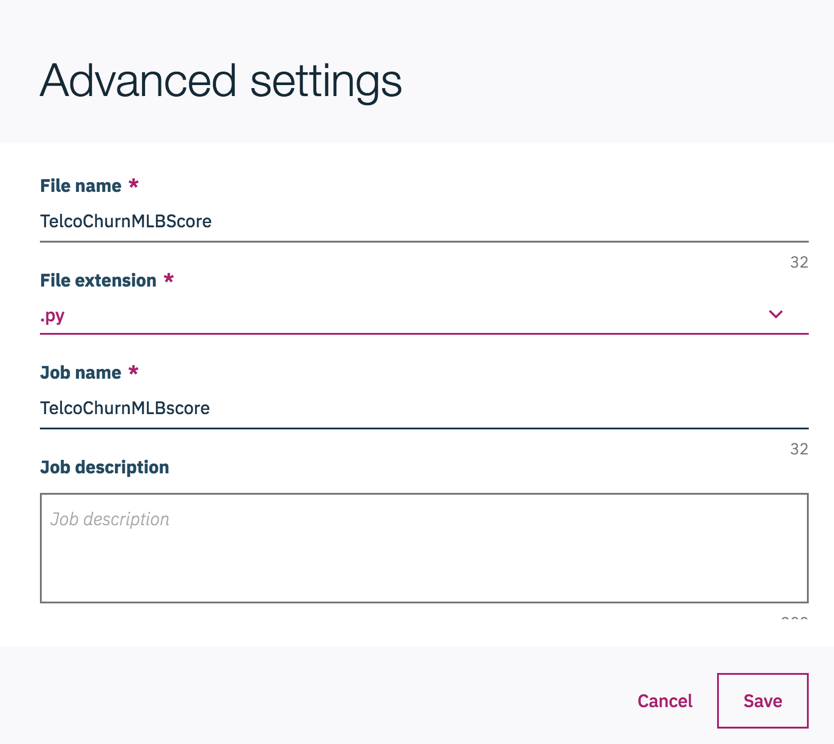 Advanced settings
File name *
TelcoChurnMLBScore
32
File extension *
.py
Job name *
TelcoChurnMLBscore
32
Job description
Job description
Cancel
Save